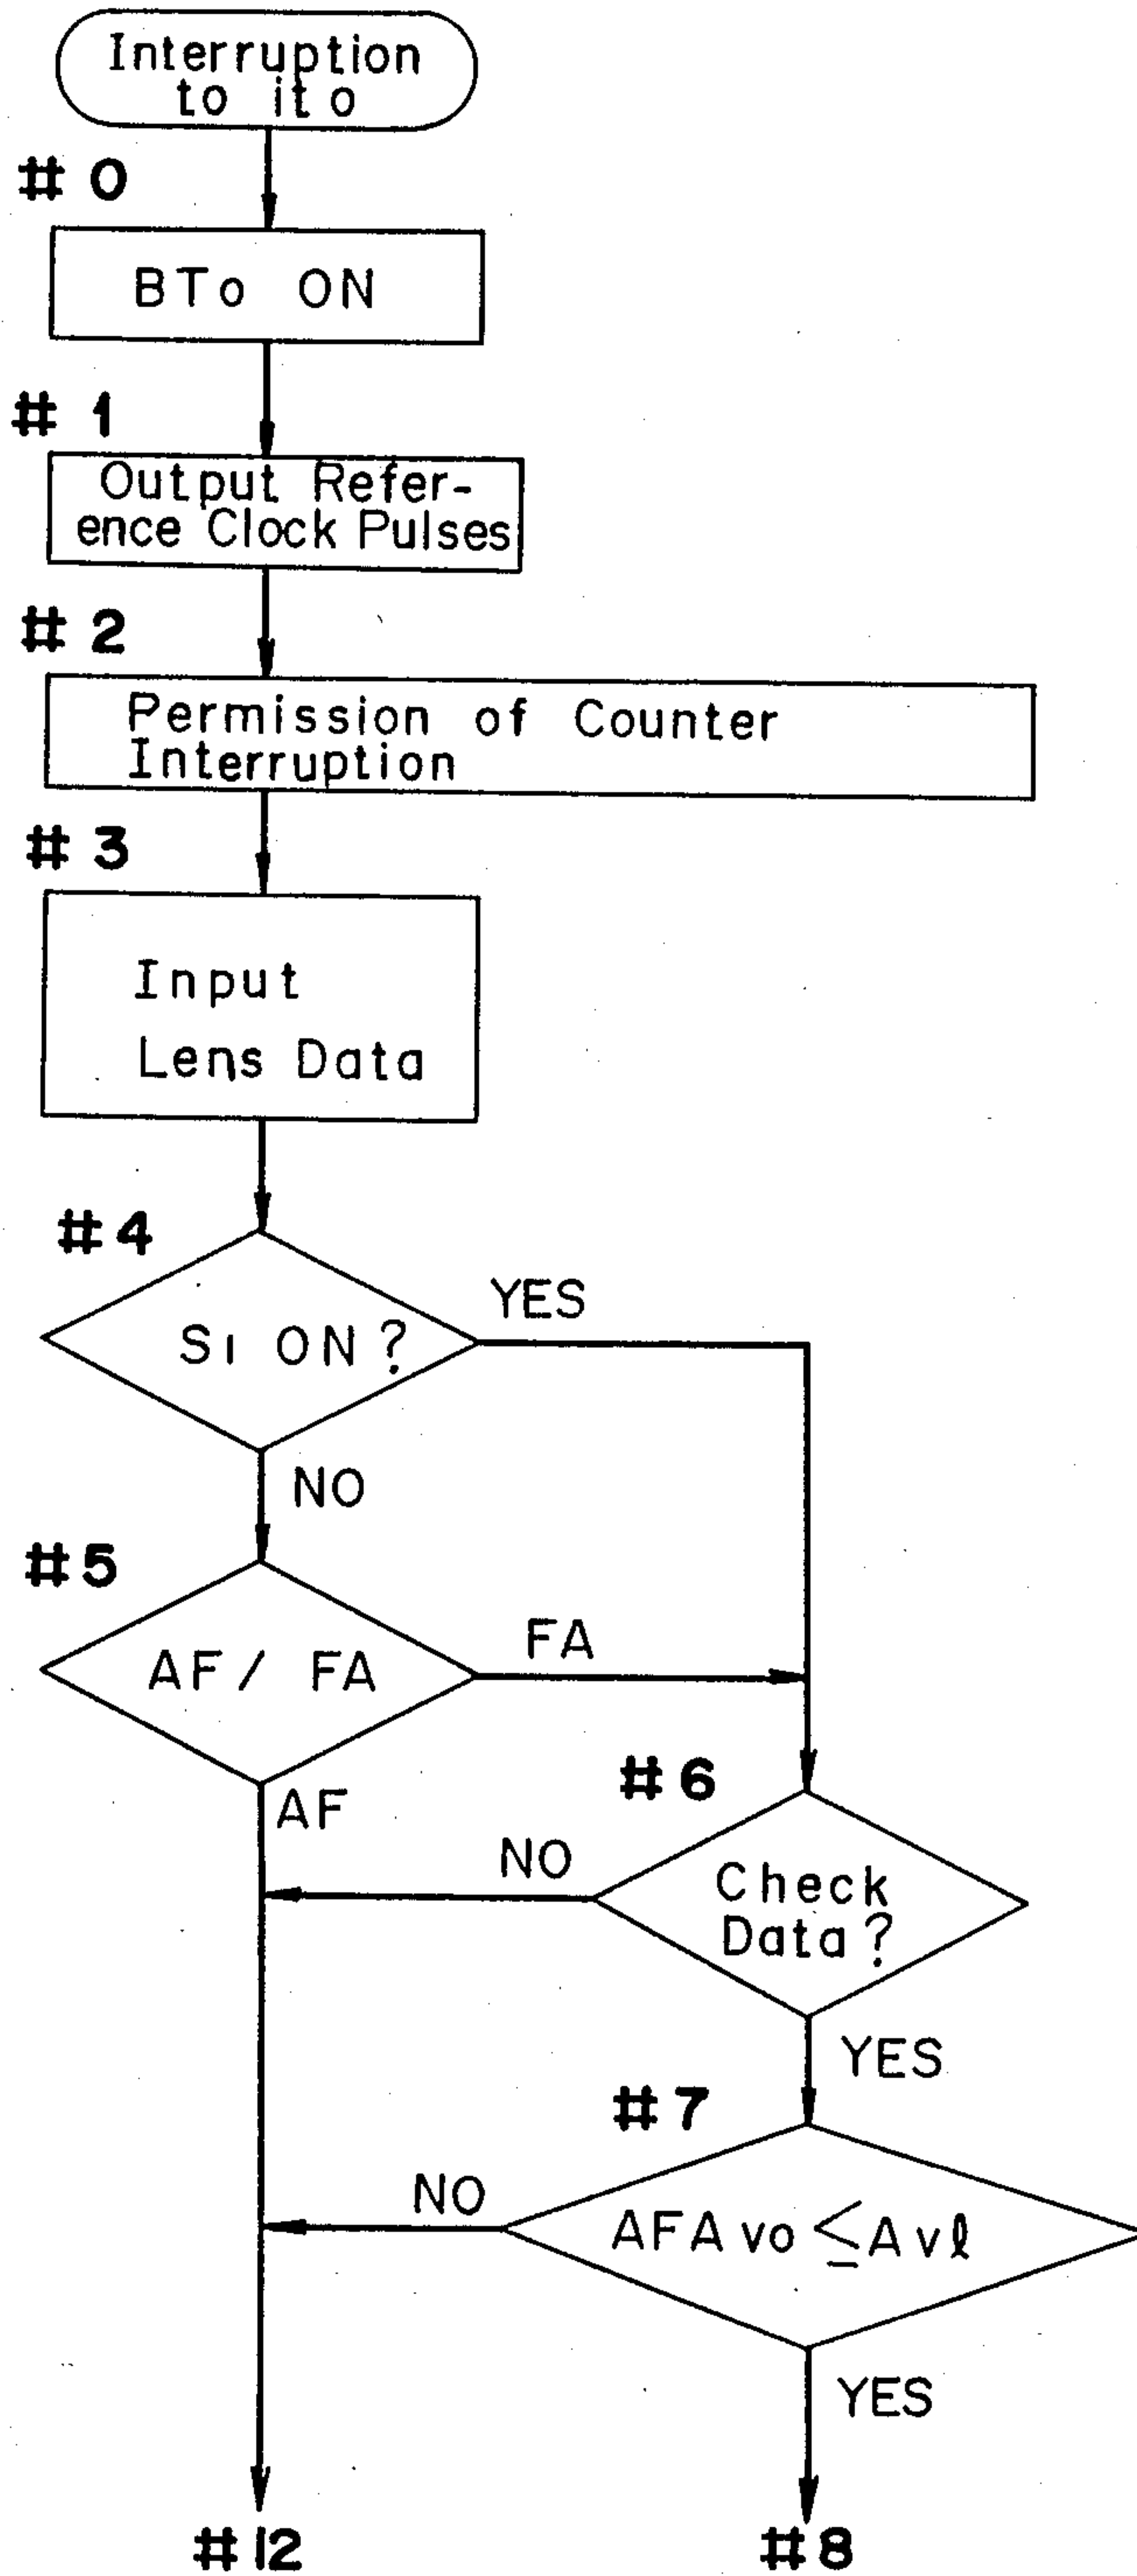 Interruption
to ito
# 0
BTo ON
# 1
Output Refer-
ence Clock Pulses
# 2
Permission of Counter
Interruption
# 3
Input
Lens Data
#4
S1 ON?
YES
NO
#5
AF / FA
FA
AF
#6
Check
Data?
NO
YES
#7
AFAvo ≤ Avl
NO
YES
#12
#8